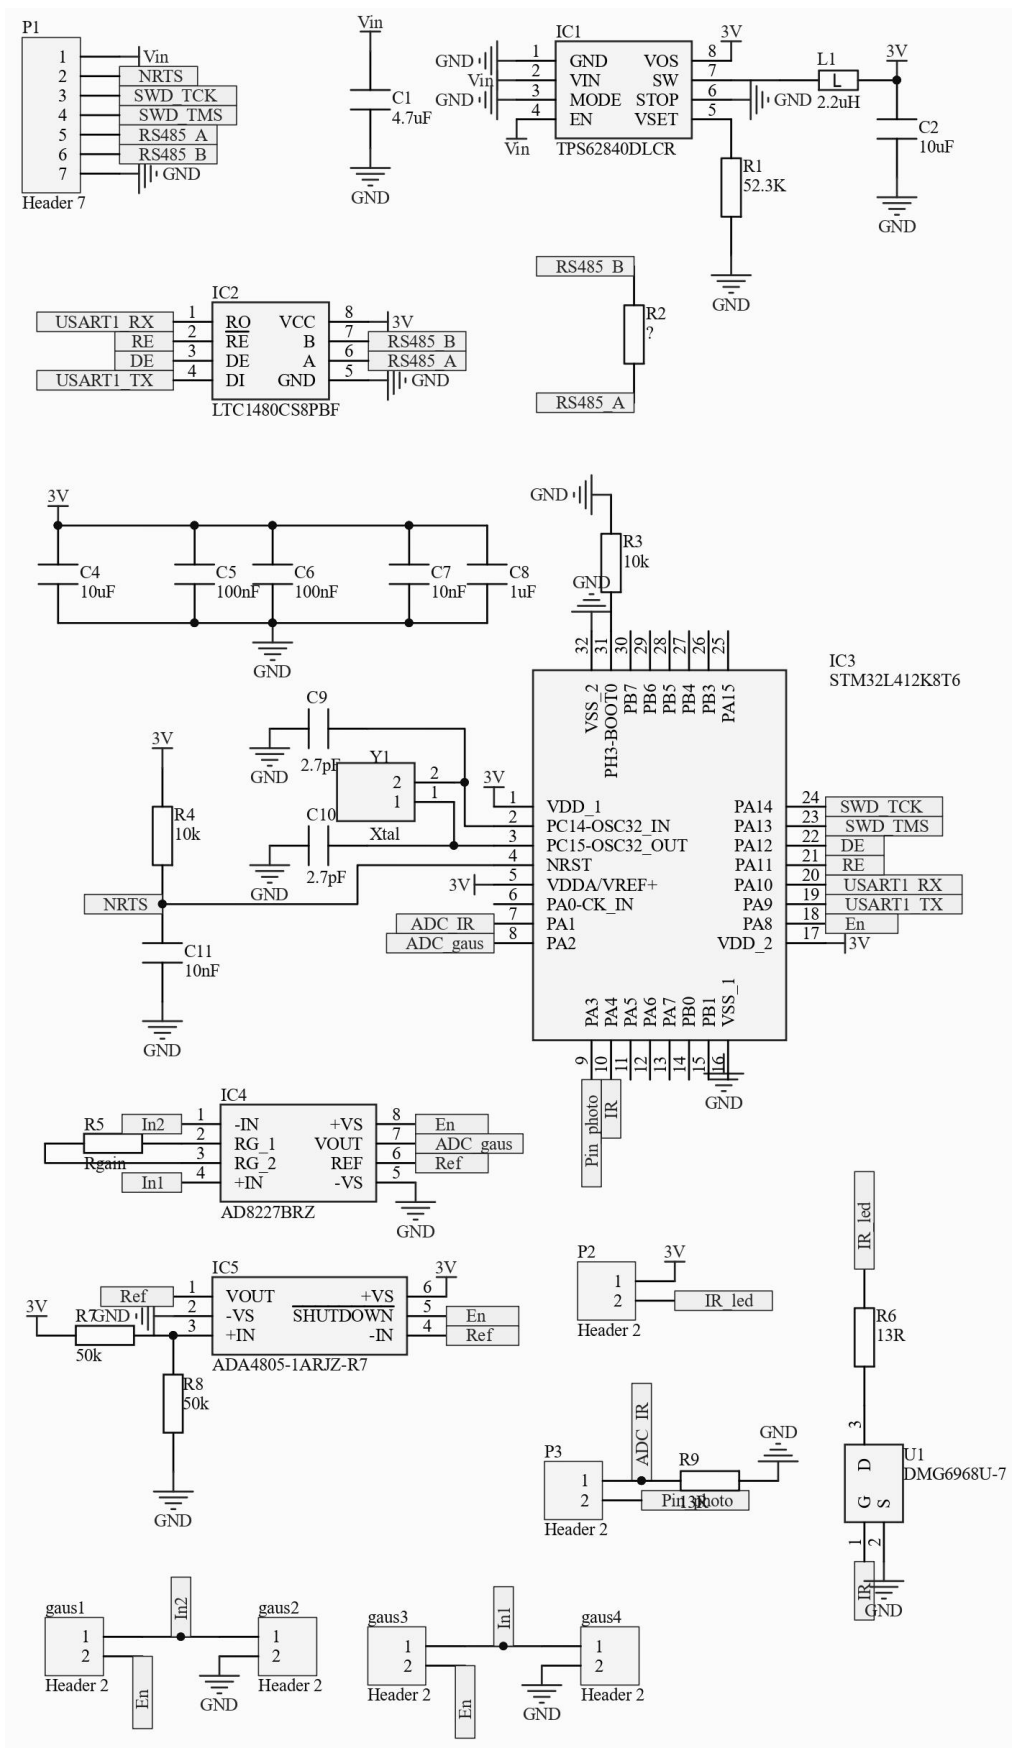 P1
1 Vin
2 NRTS
3 SWD_TCK
4 SWD_TMS
5 RS485_A
6 RS485_B
7 GND
Header 7
Vin
C1
4.7uF
GND
IC1
GND 1 GND VOS 8 3V
Vin 2 VIN SW 7
GND 3 MODE STOP 6 GND
4 EN VSET 5
Vin
TPS62840DLCR
L1
L
2.2uH
3V
C2
10uF
GND
R1
52.3K
GND
IC2
USART1_RX 1 RO VCC 8 3V
RE 2 RE B 7 RS485_B
DE 3 DE A 6 RS485_A
USART1_TX 4 DI GND 5 GND
LTC1480CS8PBF
RS485_B
R2
?
RS485_A
3V
C4
10uF
C5
100nF
C6
100nF
C7
10nF
C8
1uF
GND
GND
R3
10k
GND
IC3
STM32L412K8T6
32 31 30 29 28 27 26 25
VSS_2 PH3-BOOT0 PB7 PB6 PB5 PB4 PB3 PA15
3V
1 VDD_1
2 PC14-OSC32_IN
3 PC15-OSC32_OUT
4 NRST
3V 5 VDDA/VREF+
6 PA0-CK_IN
ADC_IR 7 PA1
ADC_gaus 8 PA2
PA14 24 SWD_TCK
PA13 23 SWD_TMS
PA12 22 DE
PA11 21 RE
PA10 20 USART1_RX
PA9 19 USART1_TX
PA8 18 En
VDD_2 17 3V
PA3 PA4 PA5 PA6 PA7 PB0 PB1 VSS_1
9 10 11 12 13 14 15 16
Pin_photo
IR
GND
C9
2.7pF
GND
Y1
2 2
1 1
Xtal
C10
2.7pF
GND
3V
R4
10k
NRTS
C11
10nF
GND
IC4
R5
Rgain
In2 1 -IN +VS 8 En
2 RG_1 VOUT 7 ADC_gaus
3 RG_2 REF 6 Ref
In1 4 +IN -VS 5
AD8227BRZ
GND
IC5
Ref 1 VOUT +VS 6 3V
GND 2 -VS SHUTDOWN 5 En
3 +IN -IN 4 Ref
ADA4805-1ARJZ-R7
3V
R7
50k
R8
50k
GND
P2
1 3V
2 IR_led
Header 2
IR_led
R6
13R
3
U1
DMG6968U-7
D
G S
1 2
IR
GND
P3
1
2
Header 2
ADC_IR
R9
13R
Pin_photo
GND
gaus1
1
2
Header 2
In2
En
gaus2
1
2
Header 2
GND
gaus3
1
2
Header 2
In1
En
gaus4
1
2
Header 2
GND